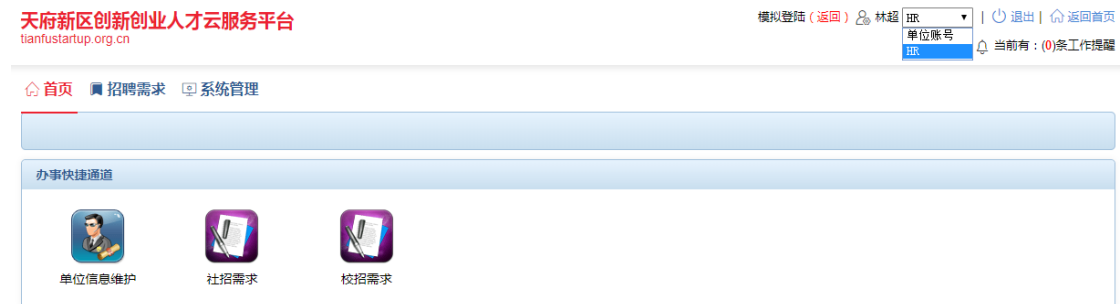 天府新区创新创业人才云服务平台
tianfustartup.org.cn
模拟登陆（返回） 林超 HR | 退出 | 返回首页
单位账号
HR
当前有：(0)条工作提醒
首页 招聘需求 系统管理
办事快捷通道
单位信息维护 社招需求 校招需求